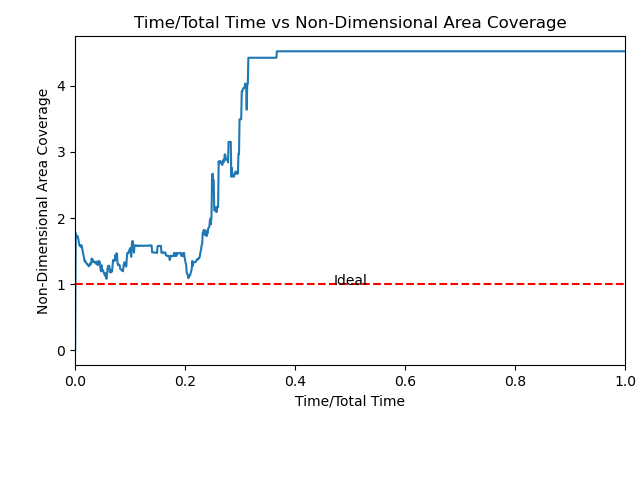 Time/Total Time vs Non-Dimensional Area Coverage
Non-Dimensional Area Coverage
4
3
2
1
0
Ideal
0.0 0.2 0.4 0.6 0.8 1.0
Time/Total Time